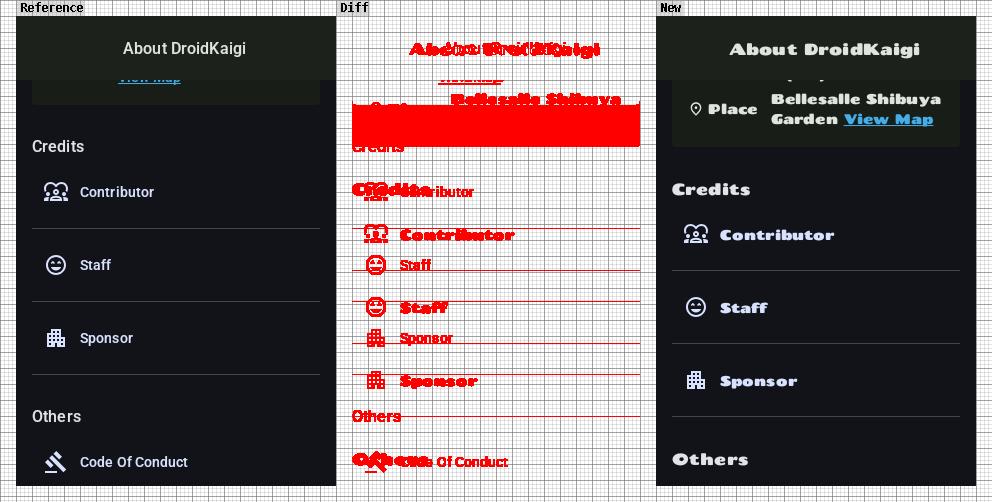 Reference
About DroidKaigi
View Map
Credits
Contributor
Staff
Sponsor
Others
Code Of Conduct
Diff
About DroidKaigi
Bellesalle Shibuya
Credits
Credits
Contributor
Contributor
Staff
Staff
Sponsor
Sponsor
Others
Others
Code Of Conduct
New
About DroidKaigi
Place
Bellesalle Shibuya
Garden View Map
Credits
Contributor
Staff
Sponsor
Others